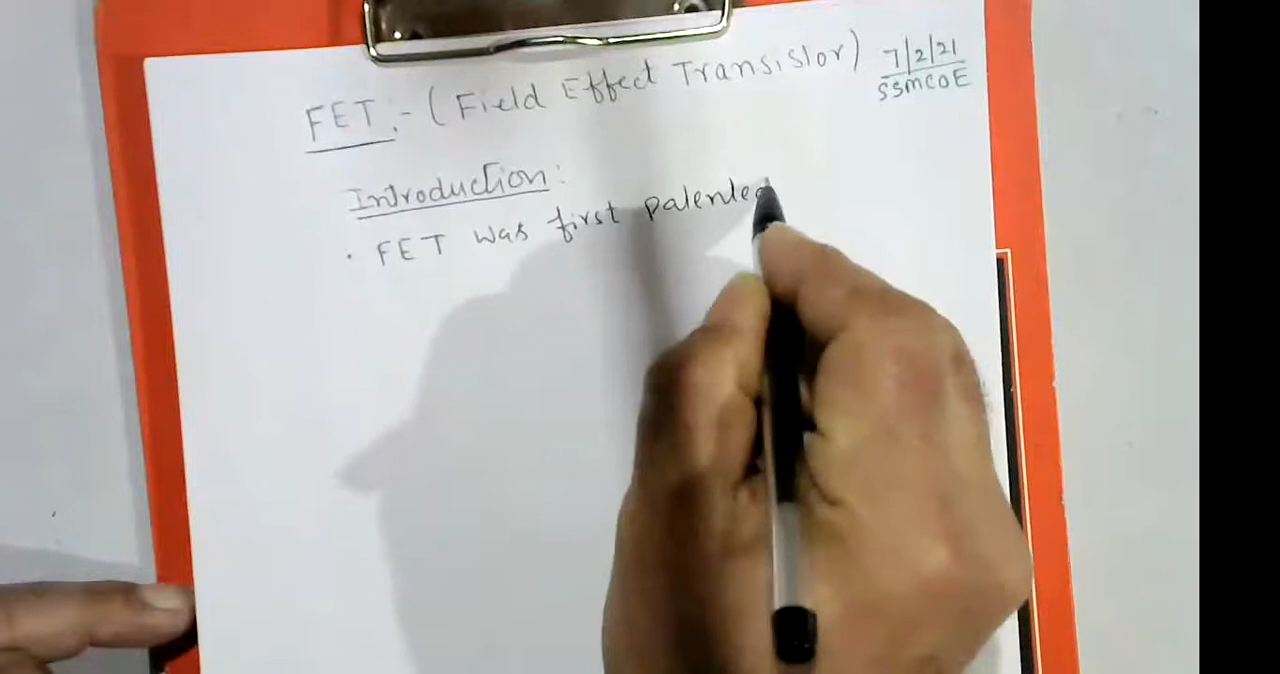 FET :- (Field Effect Transistor)
7/2/21
SSMCOE
Introduction:
• FET was first patented